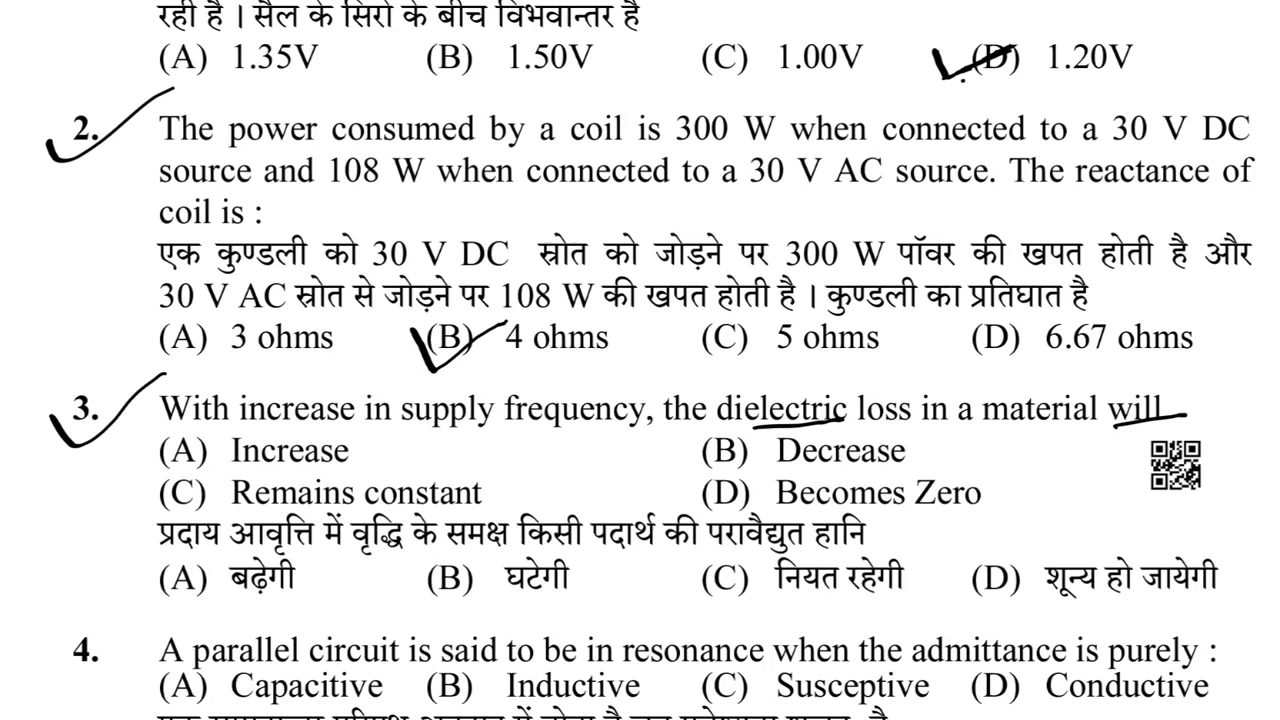 रही है । सैल के सिरों के बीच विभवान्तर है
(A) 1.35V (B) 1.50V (C) 1.00V (D) 1.20V
2. The power consumed by a coil is 300 W when connected to a 30 V DC
source and 108 W when connected to a 30 V AC source. The reactance of
coil is :
एक कुण्डली को 30 V DC स्रोत को जोड़ने पर 300 W पॉवर की खपत होती है और
30 V AC स्रोत से जोड़ने पर 108 W की खपत होती है । कुण्डली का प्रतिघात है
(A) 3 ohms (B) 4 ohms (C) 5 ohms (D) 6.67 ohms
3. With increase in supply frequency, the dielectric loss in a material will
(A) Increase (B) Decrease
(C) Remains constant (D) Becomes Zero
प्रदाय आवृत्ति में वृद्धि के समक्ष किसी पदार्थ की परावैद्युत हानि
(A) बढ़ेगी (B) घटेगी (C) नियत रहेगी (D) शून्य हो जायेगी
4. A parallel circuit is said to be in resonance when the admittance is purely :
(A) Capacitive (B) Inductive (C) Susceptive (D) Conductive